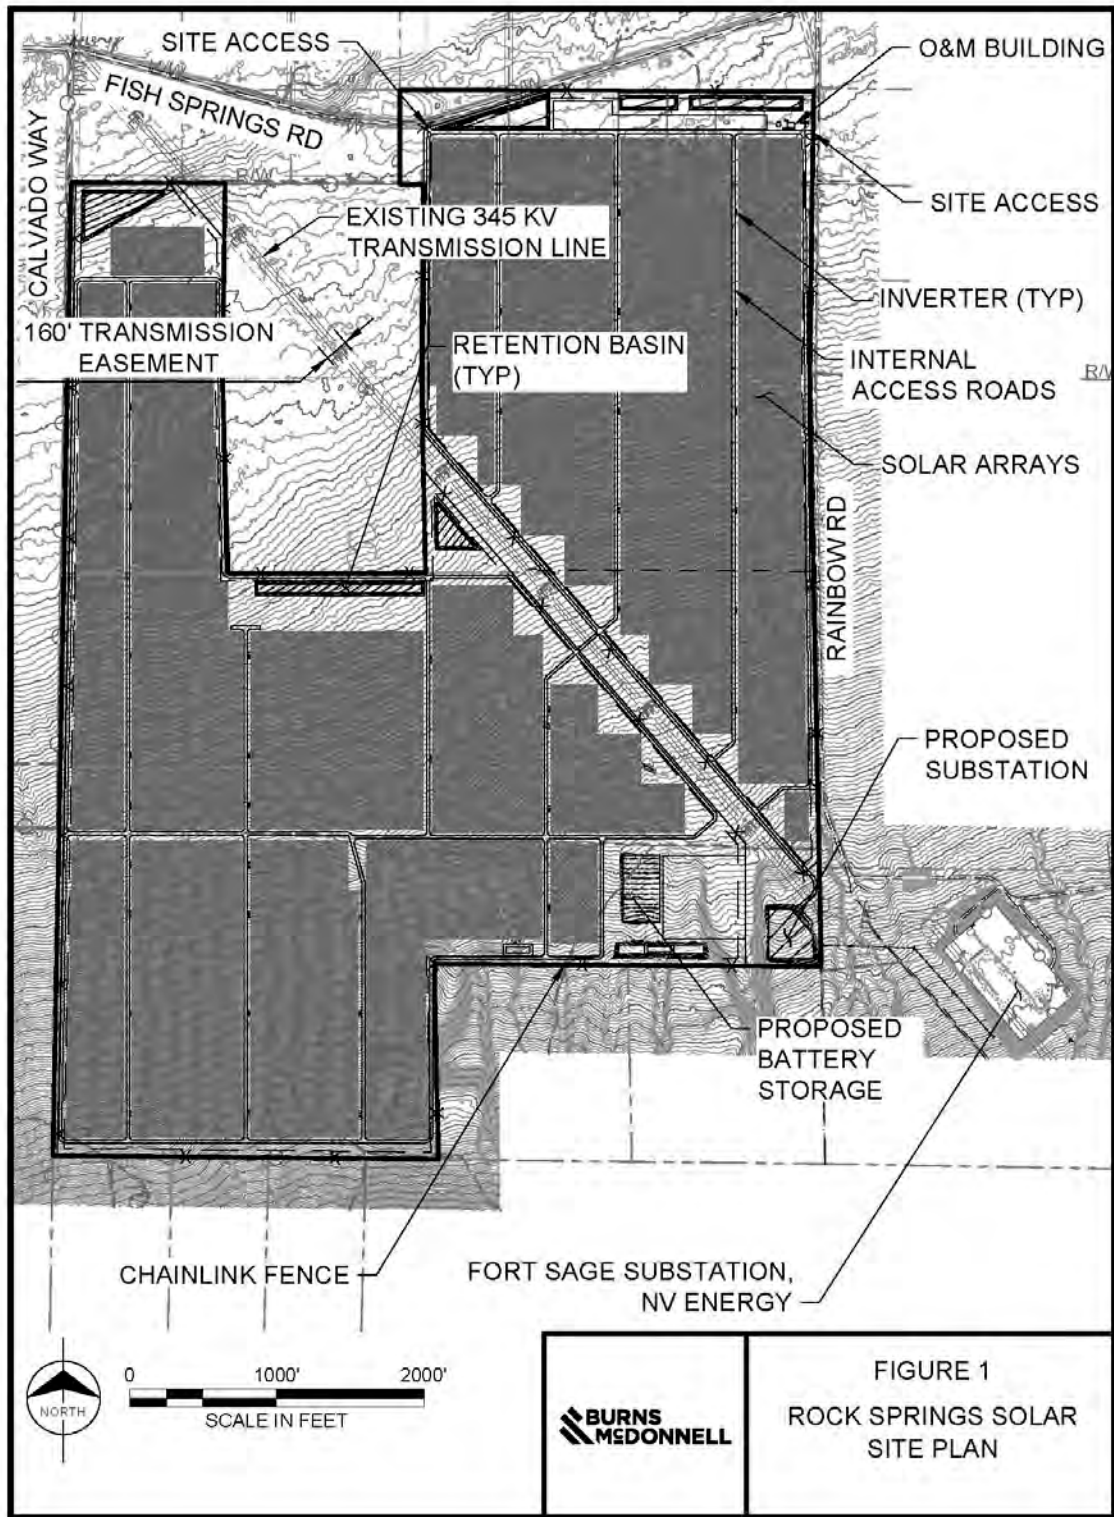 SITE ACCESS
O&M BUILDING
FISH SPRINGS RD
CALVADO WAY
R/W
SITE ACCESS
EXISTING 345 KV
TRANSMISSION LINE
INVERTER (TYP)
160' TRANSMISSION
EASEMENT
RETENTION BASIN
(TYP)
INTERNAL
ACCESS ROADS
R/W
SOLAR ARRAYS
RAINBOW RD
PROPOSED
SUBSTATION
PROPOSED
BATTERY
STORAGE
CHAINLINK FENCE
FORT SAGE SUBSTATION,
NV ENERGY
NORTH
0 1000' 2000'
SCALE IN FEET
BURNS
McDONNELL
FIGURE 1
ROCK SPRINGS SOLAR
SITE PLAN